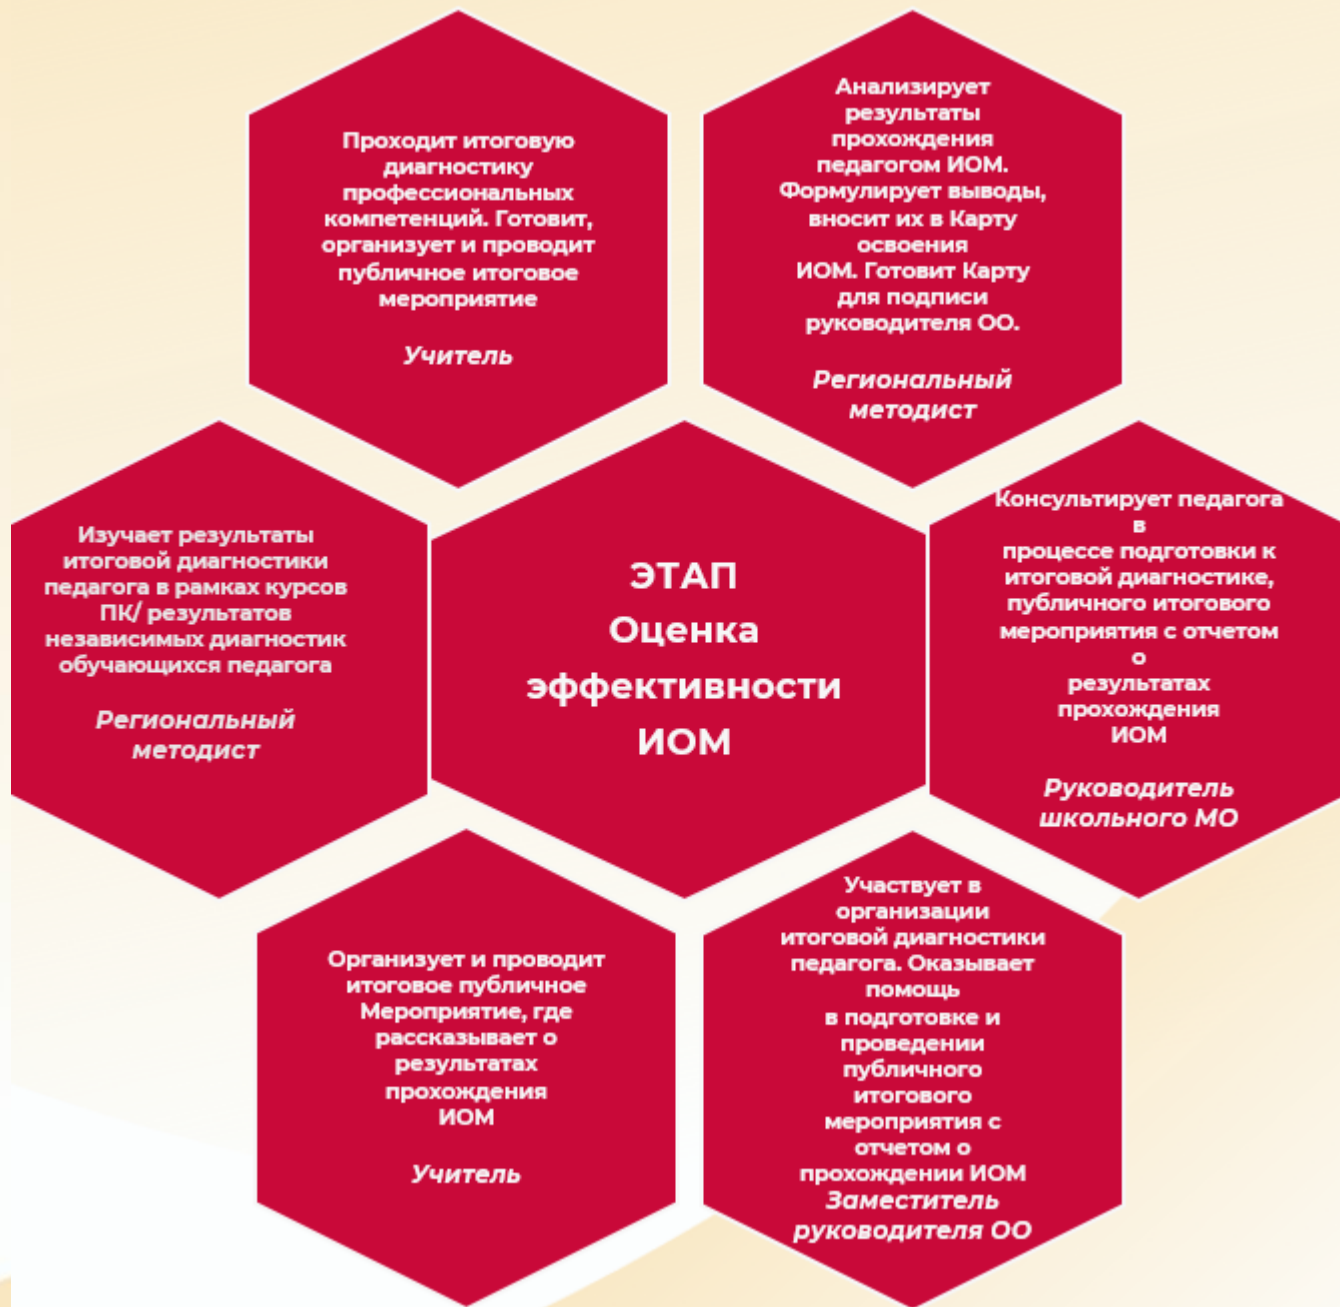 Проходит итоговую
диагностику
профессиональных
компетенций. Готовит,
организует и проводит
публичное итоговое
мероприятие
Учитель
Анализирует
результаты
прохождения
педагогом ИОМ.
Формулирует выводы,
вносит их в Карту
освоения
ИОМ. Готовит Карту
для подписи
руководителя ОО.
Региональный
методист
Изучает результаты
итоговой диагностики
педагога в рамках курсов
ПК/ результатов
независимых диагностик
обучающихся педагога
Региональный
методист
ЭТАП
Оценка
эффективности
ИОМ
Консультирует педагога
в
процессе подготовки к
итоговой диагностике,
публичного итогового
мероприятия с отчетом
о
результатах
прохождения
ИОМ
Руководитель
школьного МО
Организует и проводит
итоговое публичное
Мероприятие, где
рассказывает о
результатах
прохождения
ИОМ
Учитель
Участвует в
организации
итоговой диагностики
педагога. Оказывает
помощь
в подготовке и
проведении
публичного
итогового
мероприятия с
отчетом о
прохождении ИОМ
Заместитель
руководителя ОО